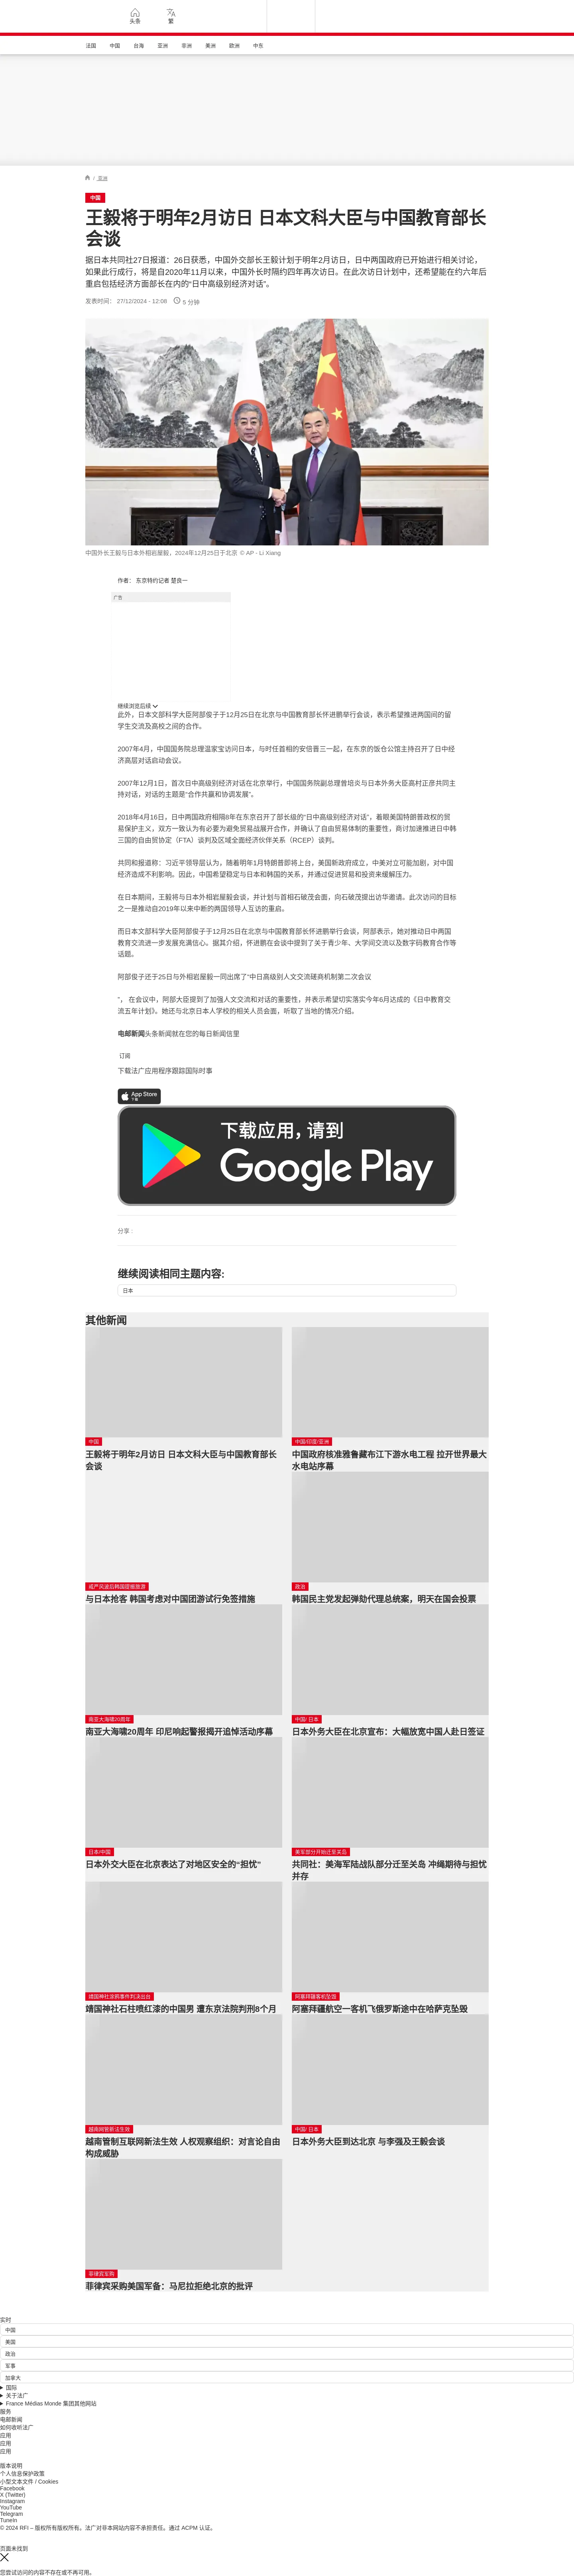 头条
繁
法国
中国
台海
亚洲
非洲
美洲
欧洲
中东
/ 亚洲
中国
王毅将于明年2月访日 日本文科大臣与中国教育部长
会谈
据日本共同社27日报道：26日获悉，中国外交部长王毅计划于明年2月访日，日中两国政府已开始进行相关讨论，
如果此行成行，将是自2020年11月以来，中国外长时隔约四年再次访日。在此次访日计划中，还希望能在约六年后
重启包括经济方面部长在内的“日中高级别经济对话”。
发表时间： 27/12/2024 - 12:08
5 分钟
中国外长王毅与日本外相岩屋毅，2024年12月25日于北京 © AP - Li Xiang
作者： 东京特约记者 楚良一
广告
继续浏览后续
此外，日本文部科学大臣阿部俊子于12月25日在北京与中国教育部长怀进鹏举行会谈，表示希望推进两国间的留
学生交流及高校之间的合作。
2007年4月，中国国务院总理温家宝访问日本，与时任首相的安倍晋三一起，在东京的饭仓公馆主持召开了日中经
济高层对话启动会议。
2007年12月1日，首次日中高级别经济对话在北京举行，中国国务院副总理曾培炎与日本外务大臣高村正彦共同主
持对话，对话的主题是“合作共赢和协调发展”。
2018年4月16日，日中两国政府相隔8年在东京召开了部长级的“日中高级别经济对话”，着眼美国特朗普政权的贸
易保护主义，双方一致认为有必要为避免贸易战展开合作，并确认了自由贸易体制的重要性，商讨加速推进日中韩
三国的自由贸协定（FTA）谈判及区域全面经济伙伴关系（RCEP）谈判。
共同和报道称：习近平领导层认为，随着明年1月特朗普即将上台，美国新政府成立，中美对立可能加剧，对中国
经济造成不利影响。因此，中国希望稳定与日本和韩国的关系，并通过促进贸易和投资来缓解压力。
在日本期间，王毅将与日本外相岩屋毅会谈，并计划与首相石破茂会面，向石破茂提出访华邀请。此次访问的目标
之一是推动自2019年以来中断的两国领导人互访的重启。
而日本文部科学大臣阿部俊子于12月25日在北京与中国教育部长怀进鹏举行会谈，阿部表示，她对推动日中两国
教育交流进一步发展充满信心。据其介绍，怀进鹏在会谈中提到了关于青少年、大学间交流以及数字码教育合作等
话题。
阿部俊子还于25日与外相岩屋毅一同出席了“中日高级别人文交流磋商机制第二次会议
”， 在会议中，阿部大臣提到了加强人文交流和对话的重要性，并表示希望切实落实今年6月达成的《日中教育交
流五年计划》。她还与北京日本人学校的相关人员会面，听取了当地的情况介绍。
电邮新闻头条新闻就在您的每日新闻信里
订阅
下载法广应用程序跟踪国际时事
App Store
下载
下载应用，请到
Google Play
分享 :
继续阅读相同主题内容:
日本
其他新闻
中国
王毅将于明年2月访日 日本文科大臣与中国教育部长
会谈
中国/印度/亚洲
中国政府核准雅鲁藏布江下游水电工程 拉开世界最大
水电站序幕
戒严风波后韩国提振旅游
与日本抢客 韩国考虑对中国团游试行免签措施
政治
韩国民主党发起弹劾代理总统案，明天在国会投票
南亚大海啸20周年
南亚大海啸20周年 印尼响起警报揭开追悼活动序幕
中国/ 日本
日本外务大臣在北京宣布：大幅放宽中国人赴日签证
日本/中国
日本外交大臣在北京表达了对地区安全的“担忧”
美军部分开始迁至关岛
共同社：美海军陆战队部分迁至关岛 冲绳期待与担忧
并存
靖国神社涂鸦事件判决出台
靖国神社石柱喷红漆的中国男 遭东京法院判刑8个月
阿塞拜疆客机坠毁
阿塞拜疆航空一客机飞俄罗斯途中在哈萨克坠毁
越南网管新法生效
越南管制互联网新法生效 人权观察组织：对言论自由
构成威胁
中国/ 日本
日本外务大臣到达北京 与李强及王毅会谈
菲律宾军购
菲律宾采购美国军备：马尼拉拒绝北京的批评
实时
中国
美国
政治
军事
加拿大
国际
关于法广
France Médias Monde 集团其他网站
服务
电邮新闻
如何收听法广
应用
应用
应用
版本说明
个人信息保护政策
小型文本文件 / Cookies
Facebook
X (Twitter)
Instagram
YouTube
Telegram
TuneIn
© 2024 RFI – 版权所有版权所有。法广对非本网站内容不承担责任。通过 ACPM 认证。
页面未找到
您尝试访问的内容不存在或不再可用。